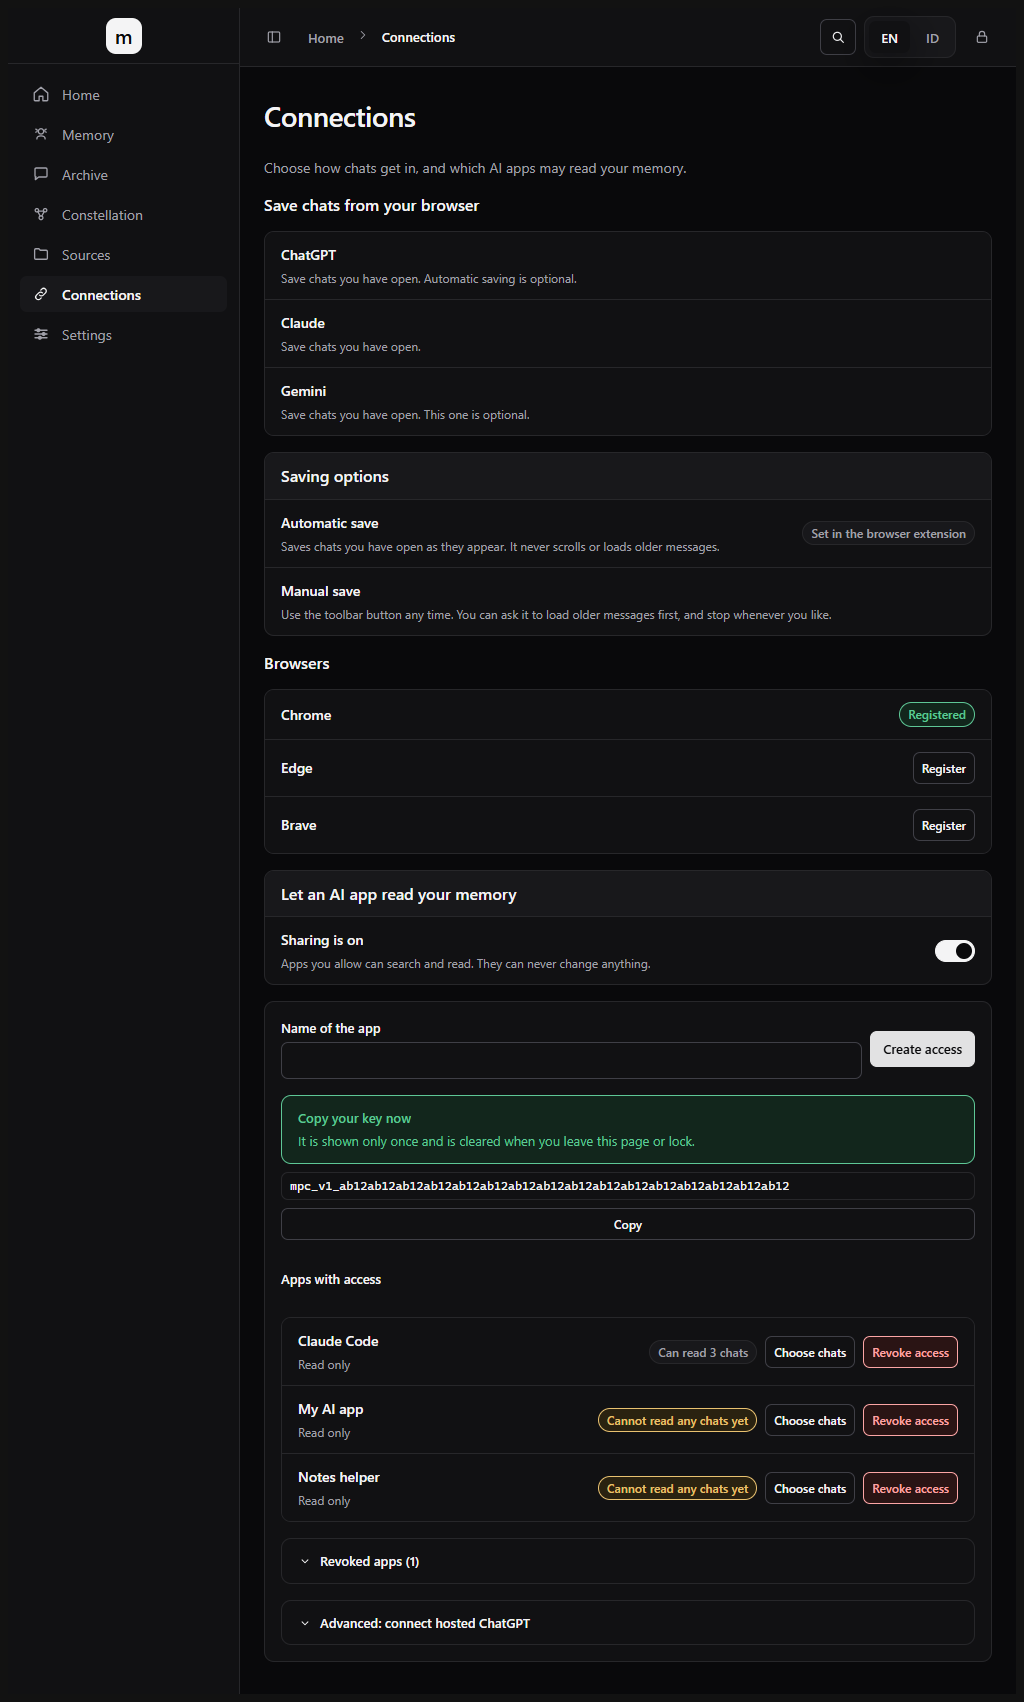 m
Home
Memory
Archive
Constellation
Sources
Connections
Settings
Home > Connections
EN ID
Connections
Choose how chats get in, and which AI apps may read your memory.
Save chats from your browser
ChatGPT
Save chats you have open. Automatic saving is optional.
Claude
Save chats you have open.
Gemini
Save chats you have open. This one is optional.
Saving options
Automatic save
Saves chats you have open as they appear. It never scrolls or loads older messages.
Set in the browser extension
Manual save
Use the toolbar button any time. You can ask it to load older messages first, and stop whenever you like.
Browsers
Chrome
Registered
Edge
Register
Brave
Register
Let an AI app read your memory
Sharing is on
Apps you allow can search and read. They can never change anything.
Name of the app
Create access
Copy your key now
It is shown only once and is cleared when you leave this page or lock.
mpc_v1_ab12ab12ab12ab12ab12ab12ab12ab12ab12ab12ab12ab12ab12ab12ab12ab12
Copy
Apps with access
Claude Code
Read only
Can read 3 chats
Choose chats
Revoke access
My AI app
Read only
Cannot read any chats yet
Choose chats
Revoke access
Notes helper
Read only
Cannot read any chats yet
Choose chats
Revoke access
Revoked apps (1)
Advanced: connect hosted ChatGPT